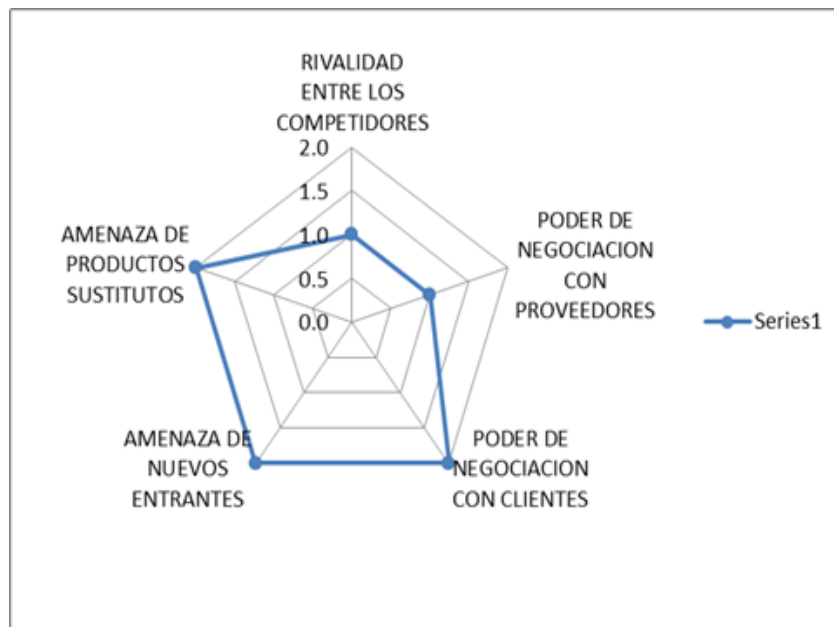 RIVALIDAD
ENTRE LOS
COMPETIDORES
2.0
1.5
1.0
0.5
0.0
PODER DE
NEGOCIACION
CON
PROVEEDORES
AMENAZA DE
PRODUCTOS
SUSTITUTOS
Series1
AMENAZA DE
NUEVOS
ENTRANTES
PODER DE
NEGOCIACION
CON CLIENTES